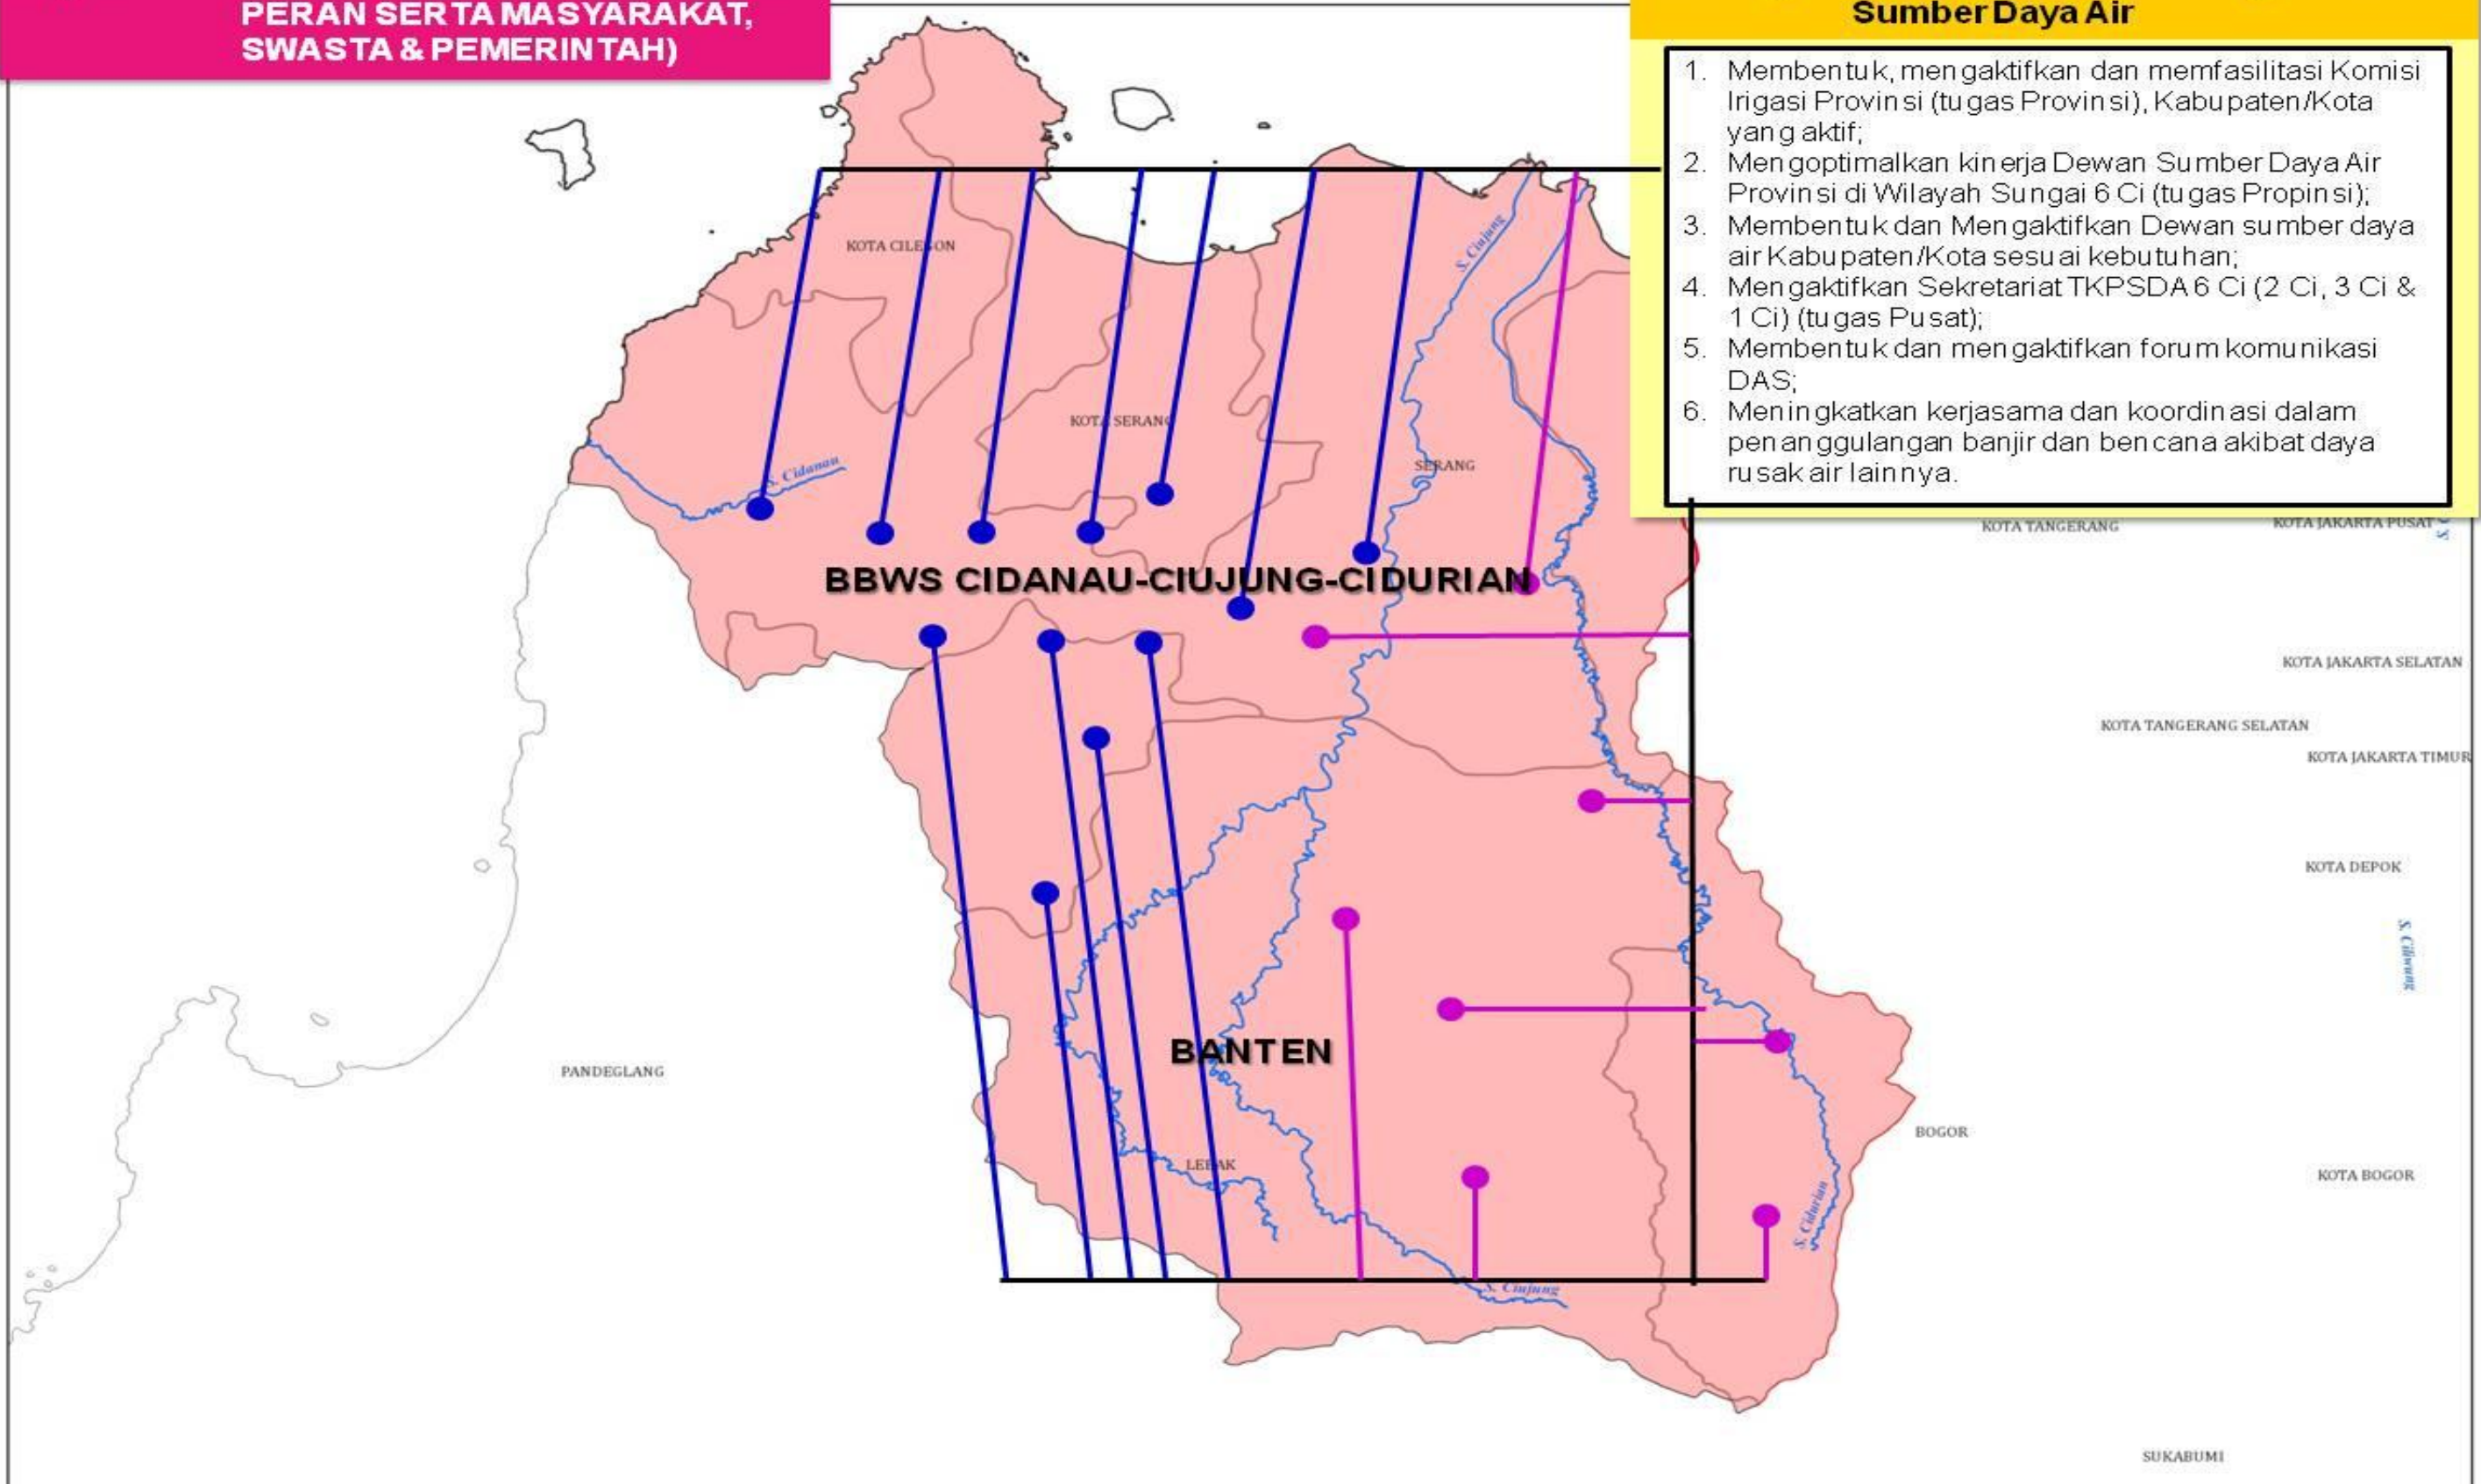 PERAN SERTA MASYARAKAT,
SWASTA & PEMERINTAH)
Sumber Daya Air
1. Membentuk, mengaktifkan dan memfasilitasi Komisi
Irigasi Provinsi (tugas Provinsi), Kabupaten/Kota
yang aktif;
2. Mengoptimalkan kinerja Dewan Sumber Daya Air
Provinsi di Wilayah Sungai 6 Ci (tugas Propinsi);
3. Membentuk dan Mengaktifkan Dewan sumber daya
air Kabupaten/Kota sesuai kebutuhan;
4. Mengaktifkan Sekretariat TKPSDA 6 Ci (2 Ci, 3 Ci &
1 Ci) (tugas Pusat);
5. Membentuk dan mengaktifkan forum komunikasi
DAS;
6. Meningkatkan kerjasama dan koordinasi dalam
penanggulangan banjir dan bencana akibat daya
rusak air lainnya.
S. Ciujung
KOTA CILEGON
KOTA SERANG
SERANG
S. Cidanau
KOTA TANGERANG
KOTA JAKARTA PUSAT
BBWS CIDANAU-CIUJUNG-CIDURIAN
KOTA JAKARTA SELATAN
KOTA TANGERANG SELATAN
KOTA JAKARTA TIMUR
KOTA DEPOK
S. Ciliwung
BANTEN
PANDEGLANG
BOGOR
LEBAK
KOTA BOGOR
S. Cidurian
S. Ciujung
SUKABUMI